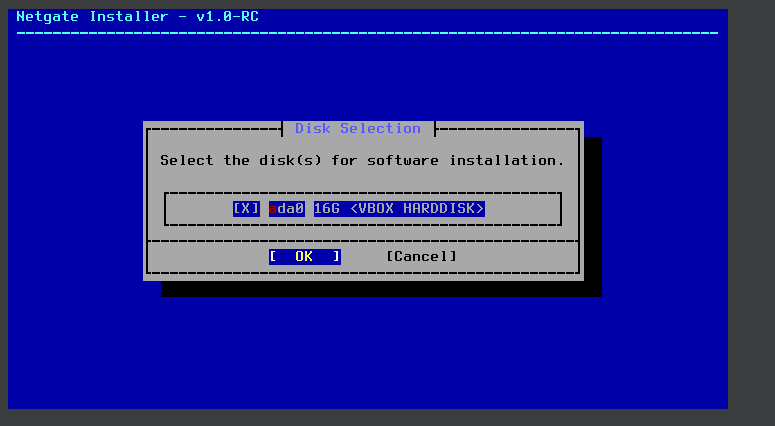 Netgate Installer - v1.0-RC
Disk Selection
Select the disk(s) for software installation.
[X] ada0 16G <VBOX HARDDISK>
[  OK  ] [Cancel]